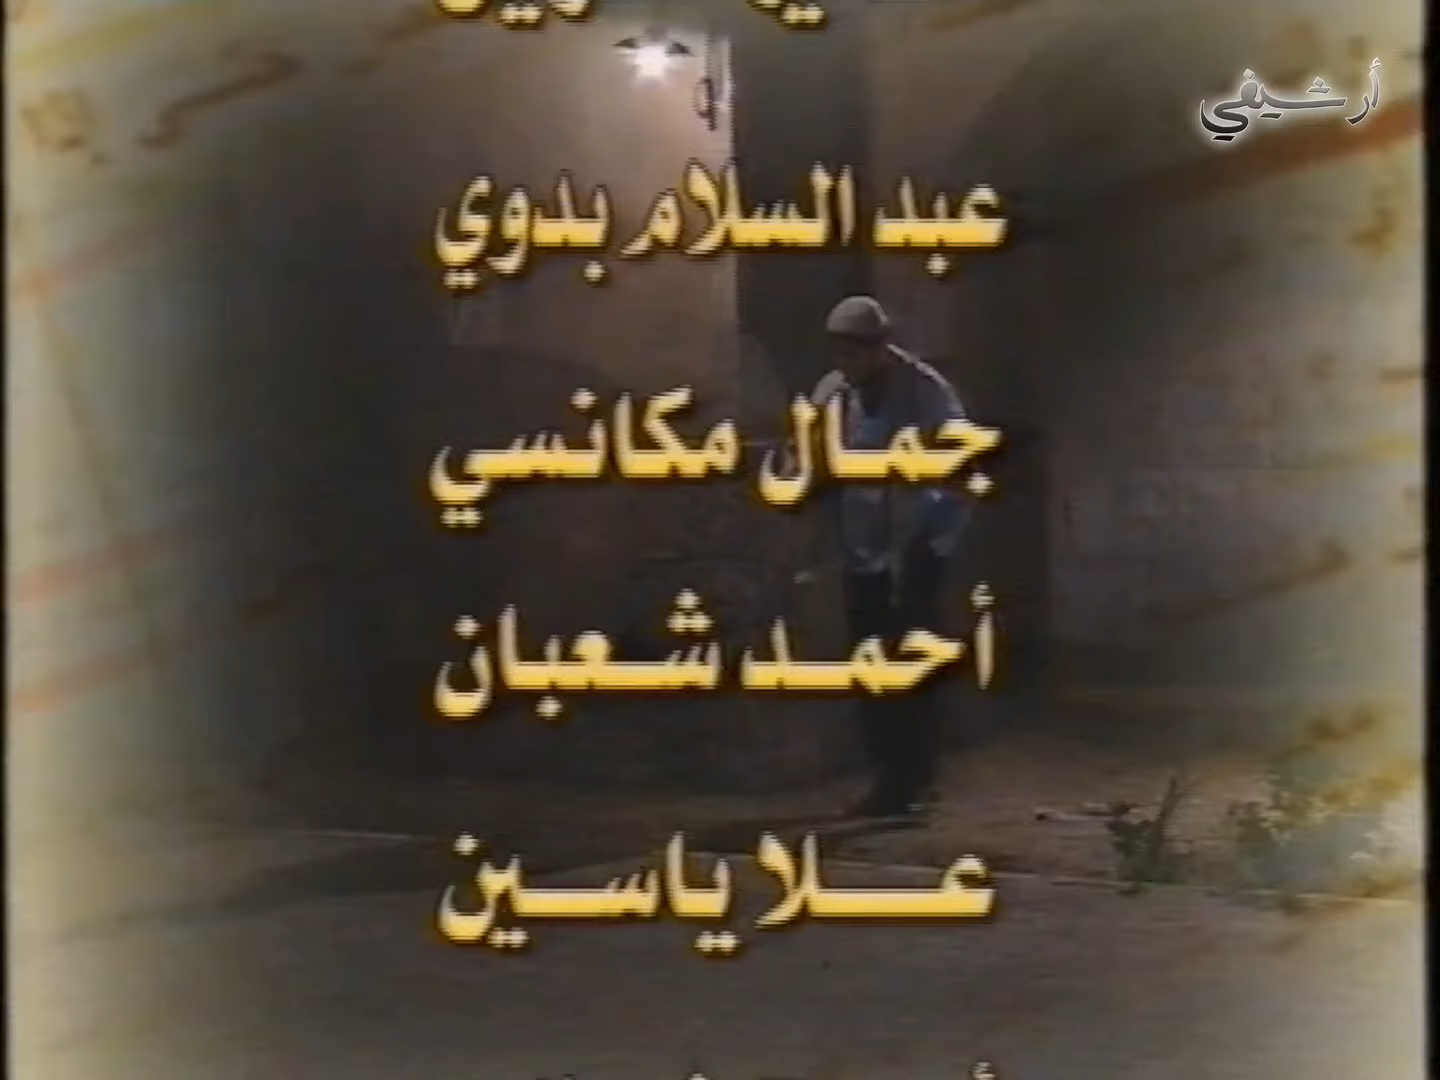 أرشيفي
عبد السلام بدوي
جمال مكانسي
أحمد شعبان
علا ياسين